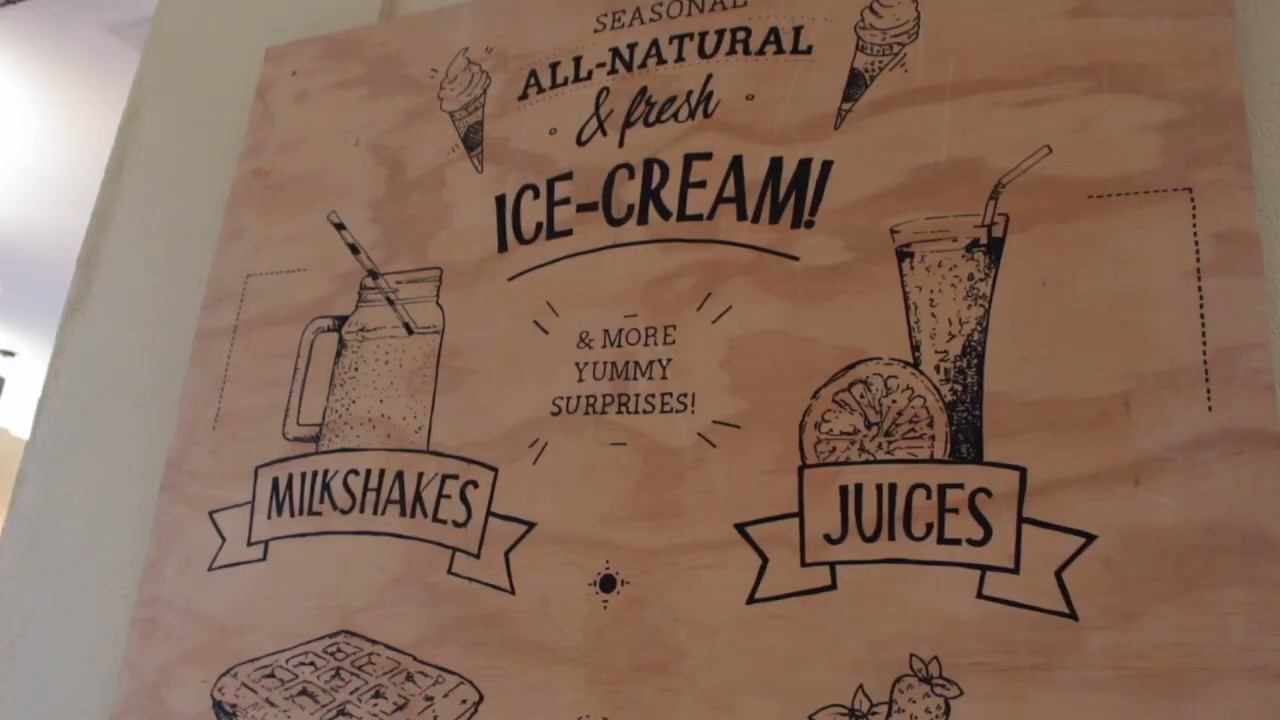 SEASONAL
ALL-NATURAL
& fresh
ICE-CREAM!
& MORE
YUMMY
SURPRISES!
MILKSHAKES
JUICES